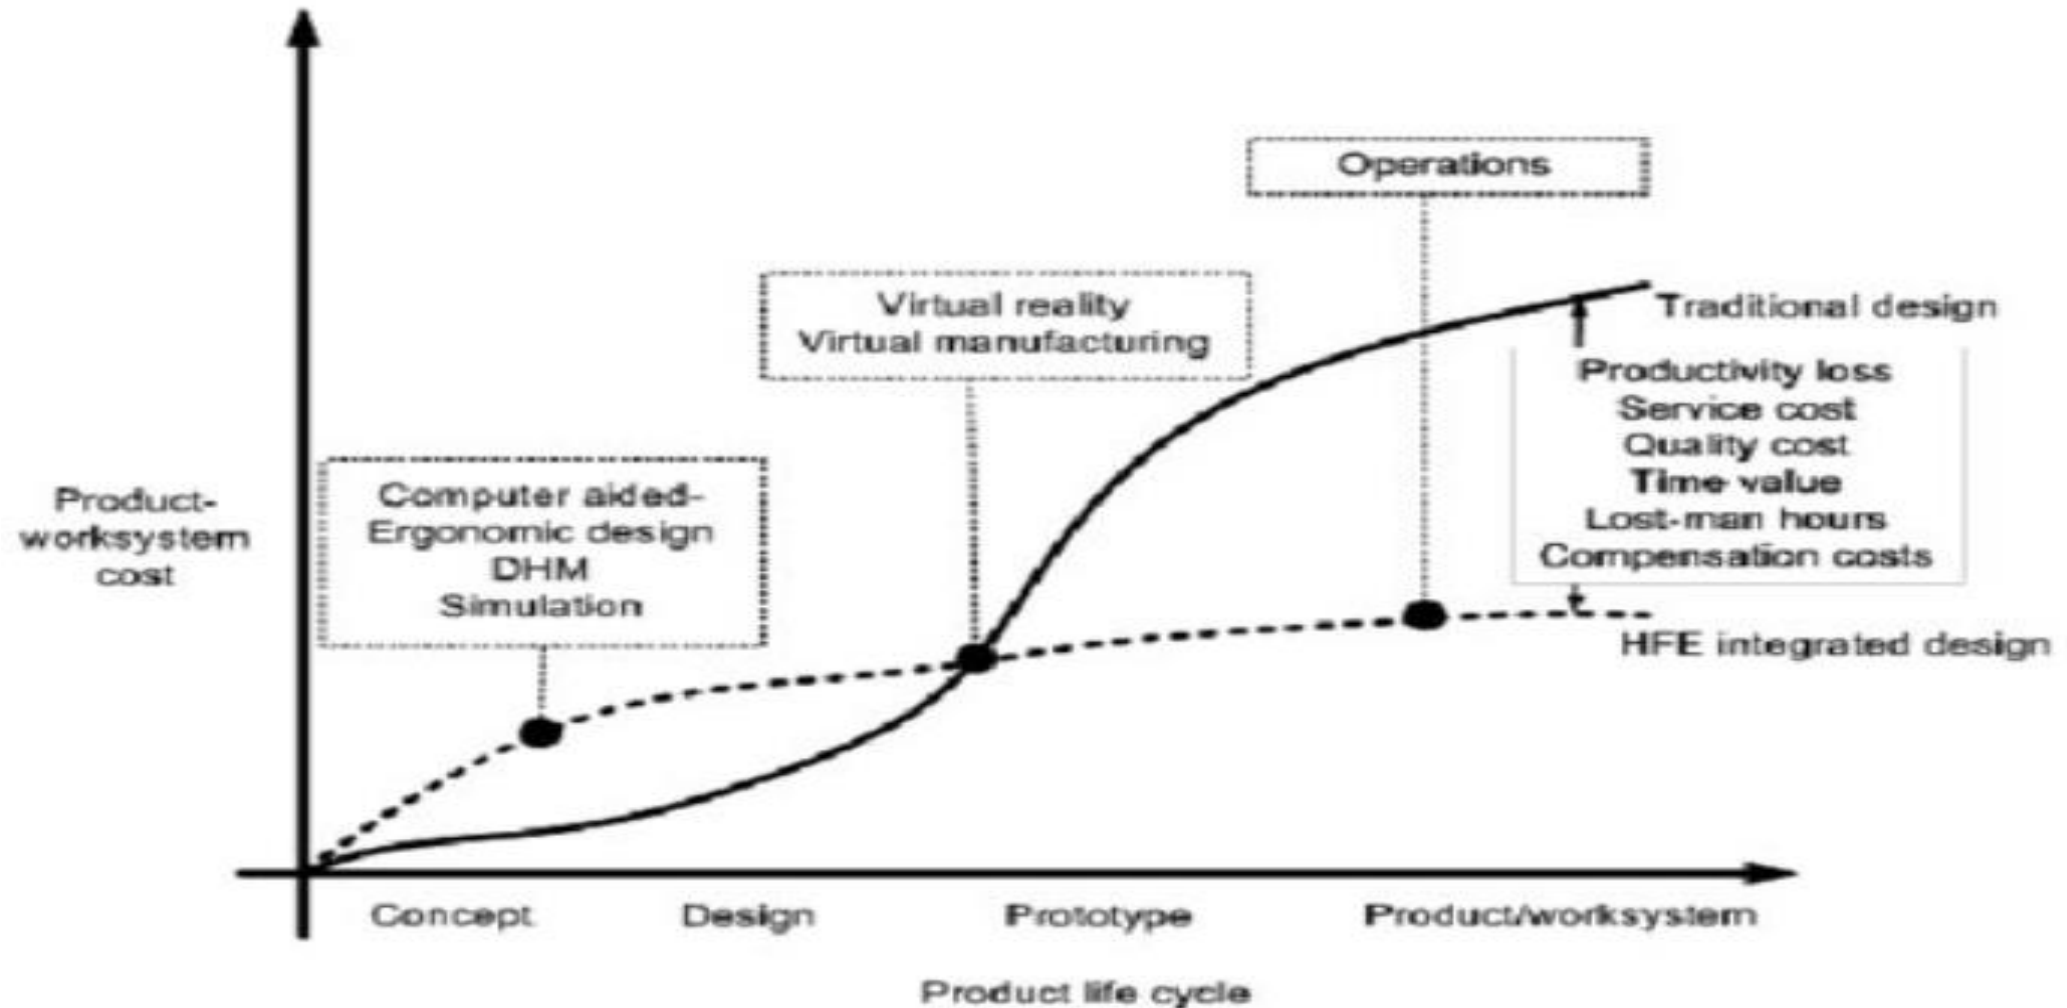 Operations
Virtual reality
Virtual manufacturing
Traditional design
Productivity loss
Service cost
Quality cost
Time value
Lost-man hours
Compensation costs
Computer aided-
Ergonomic design
DHM
Simulation
Product-
worksystem
cost
HFE integrated design
Concept
Design
Prototype
Product/worksystem
Product life cycle